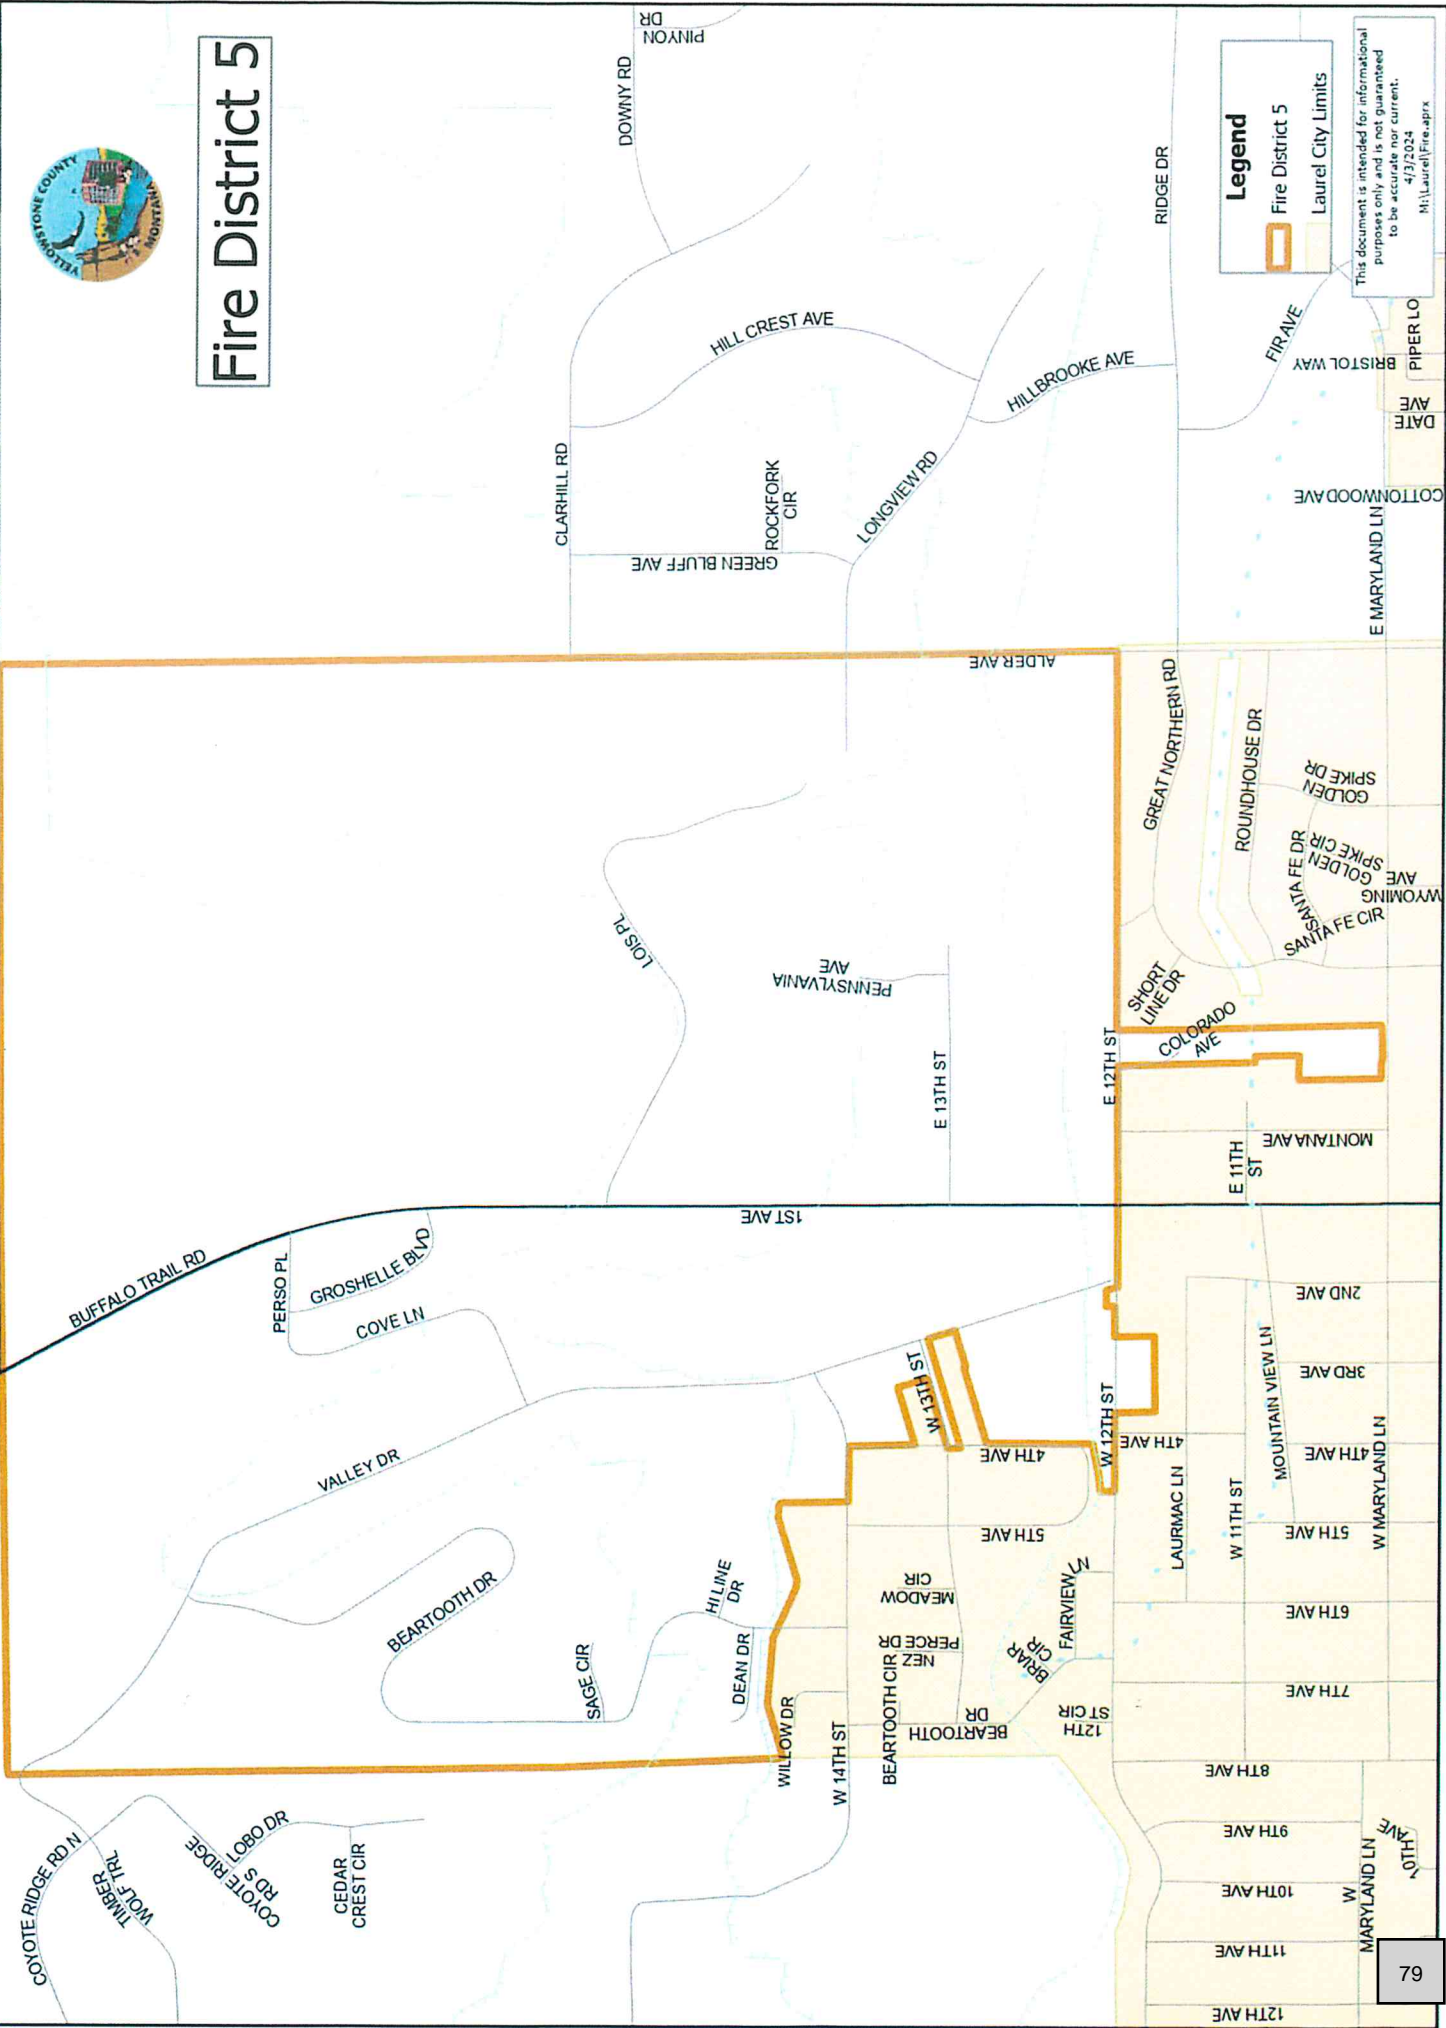 YELLOWSTONE COUNTY
MONTANA
Fire District 5
Legend
Fire District 5
Laurel City Limits
This document is intended for informational
purposes only and is not guaranteed
to be accurate nor current.
4/3/2024
M:\Laurel\Fire.aprx
PINYON
DR
DOWNY RD
RIDGE DR
HILL CREST AVE
HILLBROOKE AVE
FIR AVE
BRISTOL WAY
PIPER LO
DATE
AVE
COTTONWOOD AVE
CLARHILL RD
ROCKFORK
CIR
GREEN BLUFF AVE
LONGVIEW RD
E MARYLAND LN
ALDER AVE
GREAT NORTHERN RD
ROUNDHOUSE DR
GOLDEN
SPIKE DR
GOLDEN
SPIKE CIR
SANTA FE DR
SANTA FE CIR
WYOMING
AVE
LOIS PL
PENNSYLVANIA
AVE
SHORT
LINE DR
COLORADO
AVE
E 13TH ST
E 12TH ST
MONTANA AVE
E 11TH
ST
1ST AVE
BUFFALO TRAIL RD
PERSO PL
GROSHELLE BLVD
COVE LN
VALLEY DR
W 13TH ST
W 12TH ST
4TH AVE
4TH AVE
4TH AVE
2ND AVE
3RD AVE
MOUNTAIN VIEW LN
W MARYLAND LN
LAURMAC LN
W 11TH ST
5TH AVE
5TH AVE
6TH AVE
7TH AVE
8TH AVE
9TH AVE
10TH AVE
11TH AVE
12TH AVE
BEARTOOTH DR
HI LINE
DR
SAGE CIR
DEAN DR
WILLOW DR
W 14TH ST
MEADOW
CIR
NEZ
PERCE DR
BEARTOOTH CIR
BEARTOOTH
DR
FAIRVIEW LN
BRIAR
CIR
12TH
ST CIR
COYOTE RIDGE RD N
TIMBER
WOLF TRL
COYOTE RIDGE
RD S
LOBO DR
CEDAR
CREST CIR
W
MARYLAND LN
AVE
79